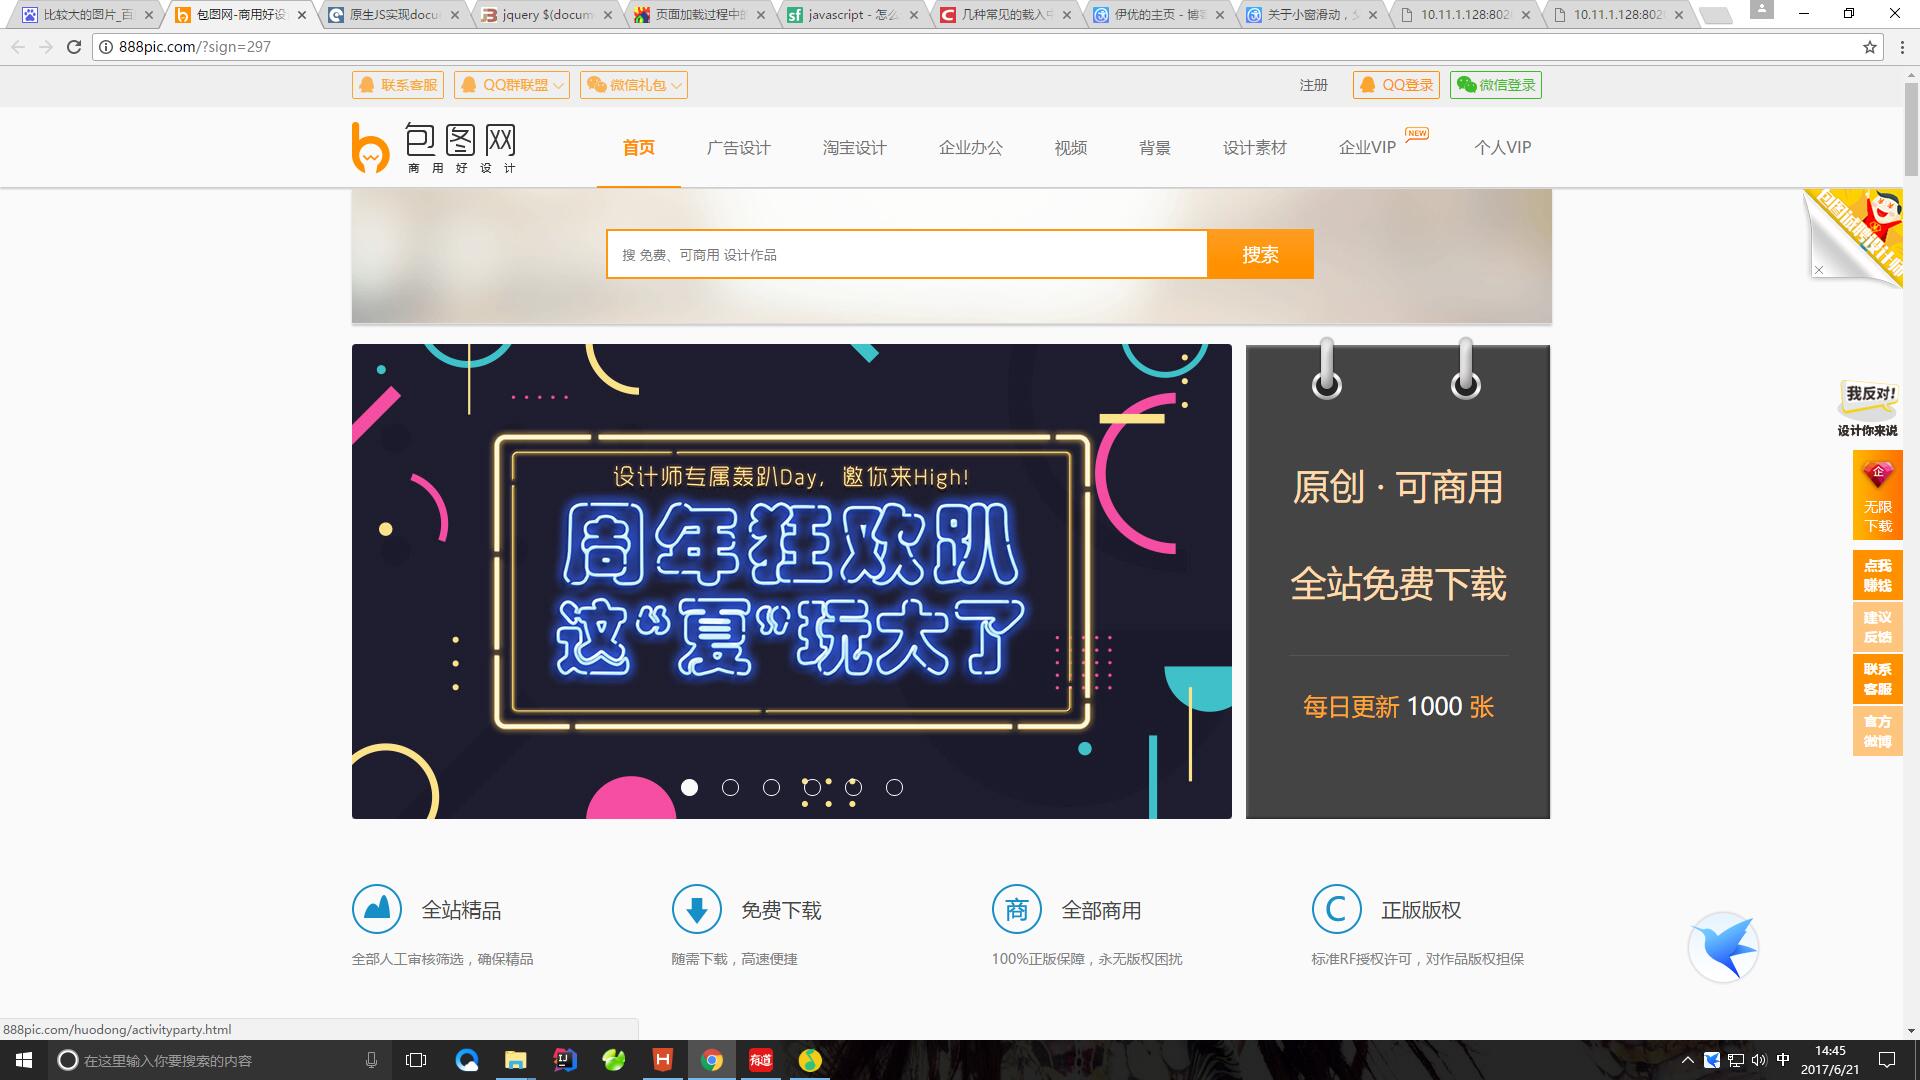 比较大的图片_百
包图网-商用好设
原生JS实现docu
jquery $(docum
页面加载过程中的
javascript - 怎么
几种常见的载入中
伊优的主页 - 博客
关于小窗滑动，父
10.11.1.128:802
10.11.1.128:802
888pic.com/?sign=297
联系客服
QQ群联盟
微信礼包
注册
QQ登录
微信登录
包图网
商用好设计
首页
广告设计
淘宝设计
企业办公
视频
背景
设计素材
企业VIP
NEW
个人VIP
搜 免费、可商用 设计作品
搜索
包图诚聘设计师
设计师专属轰趴Day，邀你来High!
周年狂欢趴
这“夏”玩大了
原创 · 可商用
全站免费下载
每日更新 1000 张
我反对!
设计你来说
企
无限
下载
点我
赚钱
建议
反馈
联系
客服
官方
微博
全站精品
全部人工审核筛选，确保精品
免费下载
随需下载，高速便捷
商
全部商用
100%正版保障，永无版权困扰
C
正版版权
标准RF授权许可，对作品版权担保
888pic.com/huodong/activityparty.html
在这里输入你要搜索的内容
有道
中
14:45
2017/6/21